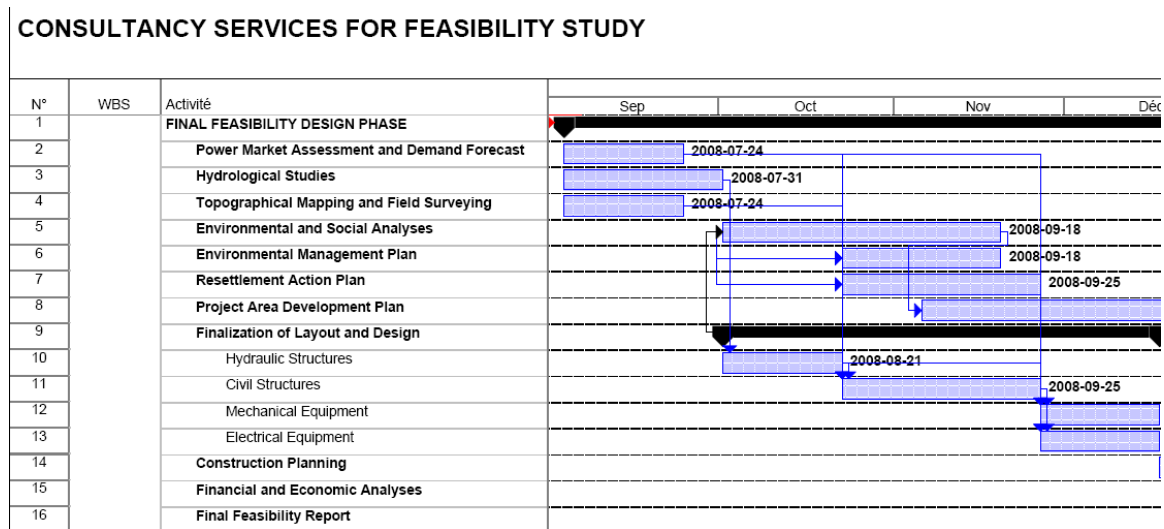 CONSULTANCY SERVICES FOR FEASIBILITY STUDY
N° WBS Activité Sep Oct Nov Déc
1 FINAL FEASIBILITY DESIGN PHASE
2 Power Market Assessment and Demand Forecast 2008-07-24
3 Hydrological Studies 2008-07-31
4 Topographical Mapping and Field Surveying 2008-07-24
5 Environmental and Social Analyses 2008-09-18
6 Environmental Management Plan 2008-09-18
7 Resettlement Action Plan 2008-09-25
8 Project Area Development Plan
9 Finalization of Layout and Design
10 Hydraulic Structures 2008-08-21
11 Civil Structures 2008-09-25
12 Mechanical Equipment
13 Electrical Equipment
14 Construction Planning
15 Financial and Economic Analyses
16 Final Feasibility Report